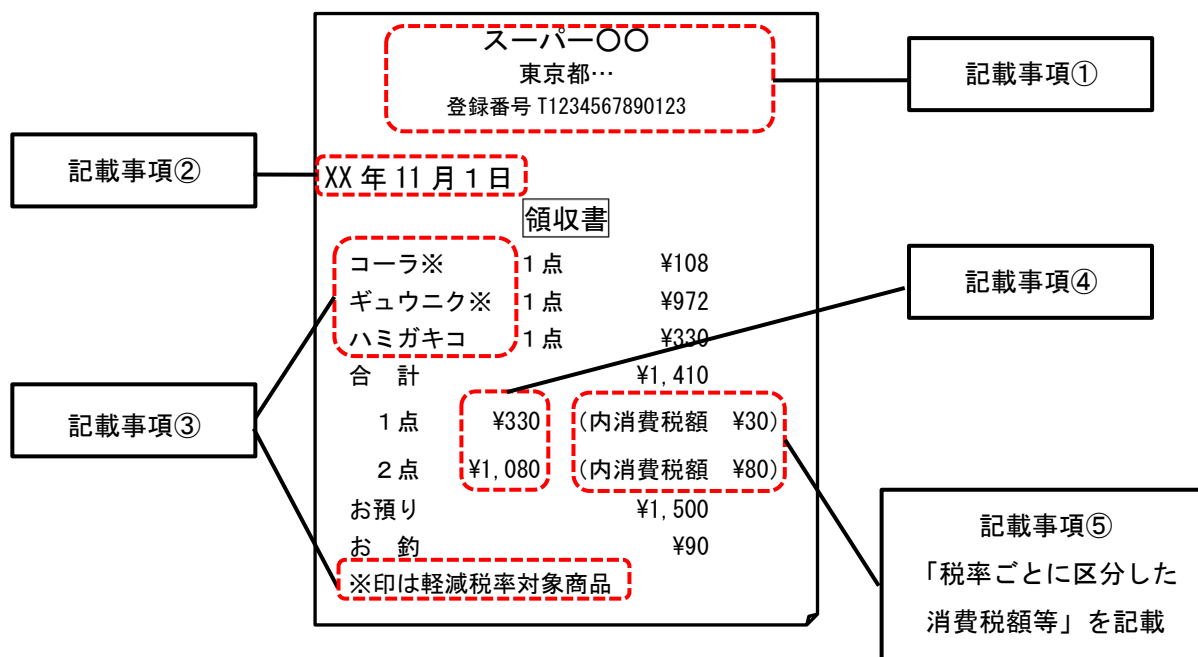 スーパー〇〇
東京都…
登録番号 T1234567890123
記載事項①
記載事項②
XX 年 11 月 1 日
領収書
コーラ※ 1 点 ¥108
ギュウニク※ 1 点 ¥972
ハミガキコ 1 点 ¥330
合 計 ¥1,410
1 点 ¥330 (内消費税額 ¥30)
2 点 ¥1,080 (内消費税額 ¥80)
お預り ¥1,500
お 釣 ¥90
※印は軽減税率対象商品
記載事項③
記載事項④
記載事項⑤
「税率ごとに区分した
消費税額等」を記載